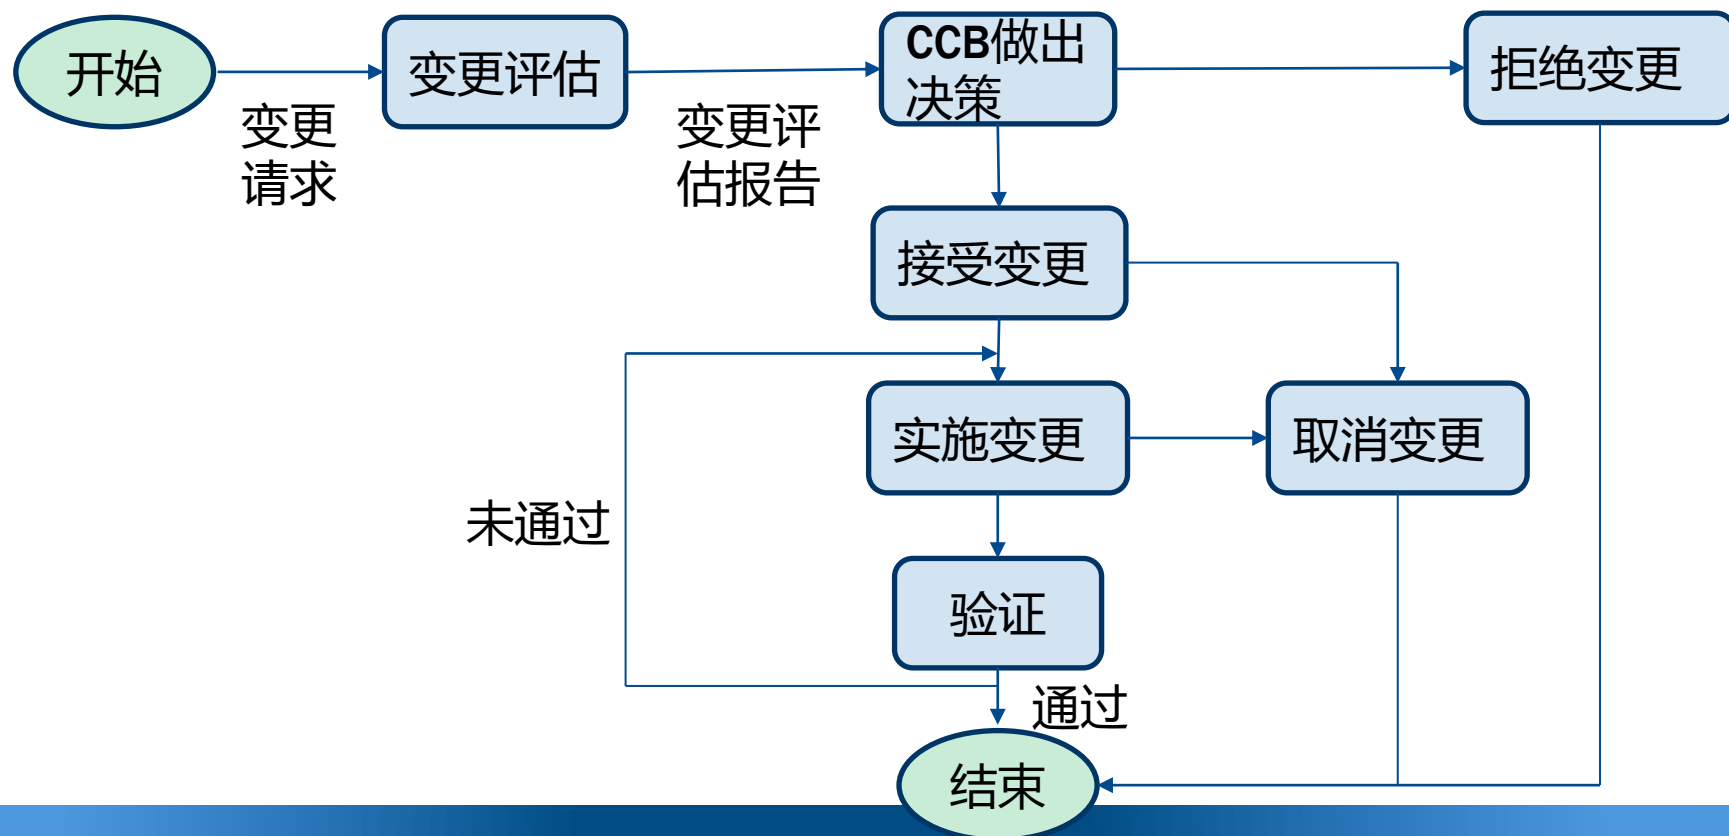 开始
变更
请求
变更评估
变更评
估报告
CCB做出
决策
拒绝变更
接受变更
实施变更
取消变更
未通过
验证
通过
结束